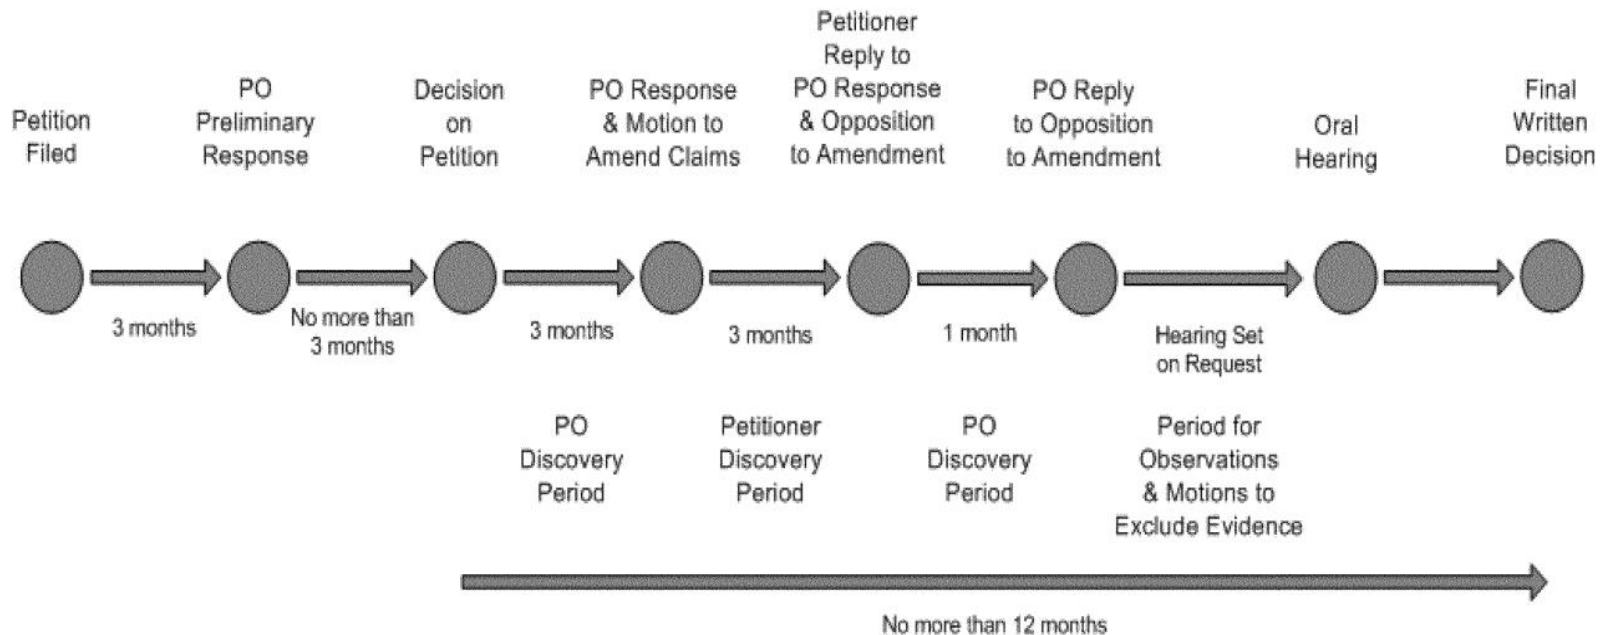 Petition
Filed
PO
Preliminary
Response
Decision
on
Petition
PO Response
& Motion to
Amend Claims
Petitioner
Reply to
PO Response
& Opposition
to Amendment
PO Reply
to Opposition
to Amendment
Oral
Hearing
Final
Written
Decision
3 months
No more than
3 months
3 months
3 months
1 month
Hearing Set
on Request
PO
Discovery
Period
Petitioner
Discovery
Period
PO
Discovery
Period
Period for
Observations
& Motions to
Exclude Evidence
No more than 12 months